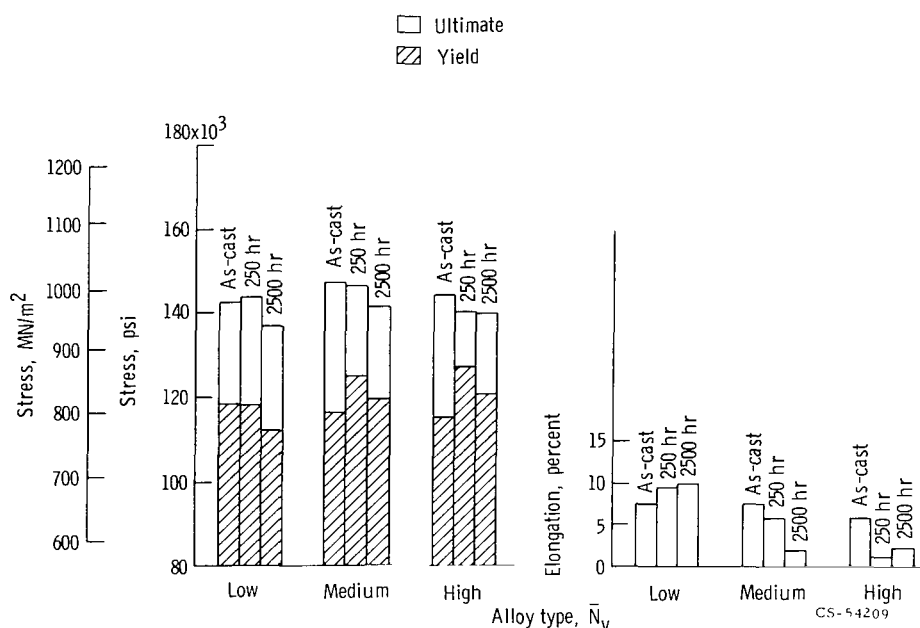 Ultimate
Yield
180x10³
160
140
120
100
80
1200
1100
1000
900
800
700
600
Stress, MN/m²
Stress, psi
As-cast
250 hr
2500 hr
As-cast
250 hr
2500 hr
As-cast
250 hr
2500 hr
Low
Medium
High
Elongation, percent
15
10
5
0
As-cast
250 hr
2500 hr
As-cast
250 hr
2500 hr
As-cast
250 hr
2500 hr
Low
Medium
High
Alloy type, N̅ᵥ
CS-54209